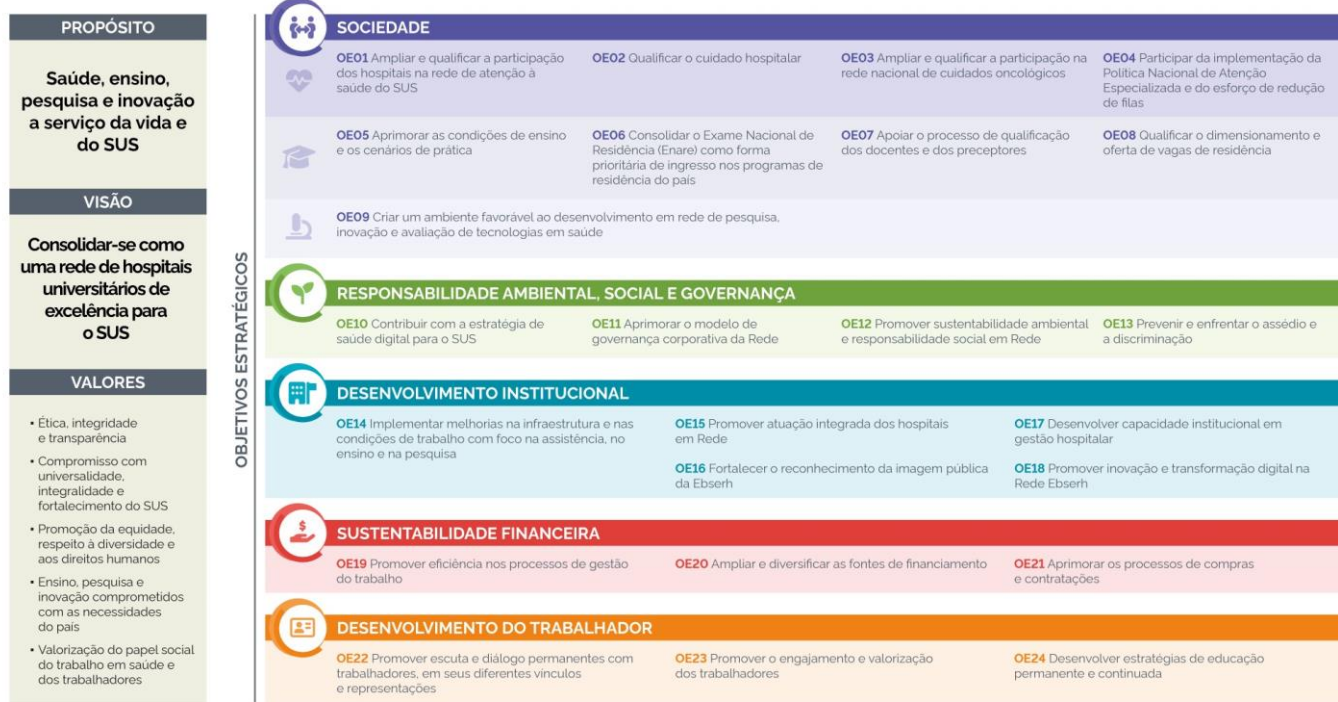 PROPÓSITO
Saúde, ensino,
pesquisa e inovação
a serviço da vida e
do SUS
VISÃO
Consolidar-se como
uma rede de hospitais
universitários de
excelência para
o SUS
VALORES
• Ética, integridade
e transparência
• Compromisso com
universalidade,
integralidade e
fortalecimento do SUS
• Promoção da equidade,
respeito à diversidade e
aos direitos humanos
• Ensino, pesquisa e
inovação comprometidos
com as necessidades
do país
• Valorização do papel social
do trabalho em saúde e
dos trabalhadores
OBJETIVOS ESTRATÉGICOS
SOCIEDADE
OE01 Ampliar e qualificar a participação
dos hospitais na rede de atenção à
saúde do SUS
OE02 Qualificar o cuidado hospitalar
OE03 Ampliar e qualificar a participação na
rede nacional de cuidados oncológicos
OE04 Participar da implementação da
Política Nacional de Atenção
Especializada e do esforço de redução
de filas
OE05 Aprimorar as condições de ensino
e os cenários de prática
OE06 Consolidar o Exame Nacional de
Residência (Enare) como forma
prioritária de ingresso nos programas de
residência do país
OE07 Apoiar o processo de qualificação
dos docentes e dos preceptores
OE08 Qualificar o dimensionamento e
oferta de vagas de residência
OE09 Criar um ambiente favorável ao desenvolvimento em rede de pesquisa,
inovação e avaliação de tecnologias em saúde
RESPONSABILIDADE AMBIENTAL, SOCIAL E GOVERNANÇA
OE10 Contribuir com a estratégia de
saúde digital para o SUS
OE11 Aprimorar o modelo de
governança corporativa da Rede
OE12 Promover sustentabilidade ambiental
e responsabilidade social em Rede
OE13 Prevenir e enfrentar o assédio e
a discriminação
DESENVOLVIMENTO INSTITUCIONAL
OE14 Implementar melhorias na infraestrutura e nas
condições de trabalho com foco na assistência, no
ensino e na pesquisa
OE15 Promover atuação integrada dos hospitais
em Rede
OE16 Fortalecer o reconhecimento da imagem pública
da Ebserh
OE17 Desenvolver capacidade institucional em
gestão hospitalar
OE18 Promover inovação e transformação digital na
Rede Ebserh
SUSTENTABILIDADE FINANCEIRA
OE19 Promover eficiência nos processos de gestão
do trabalho
OE20 Ampliar e diversificar as fontes de financiamento
OE21 Aprimorar os processos de compras
e contratações
DESENVOLVIMENTO DO TRABALHADOR
OE22 Promover escuta e diálogo permanentes com
trabalhadores, em seus diferentes vínculos
e representações
OE23 Promover o engajamento e valorização
dos trabalhadores
OE24 Desenvolver estratégias de educação
permanente e continuada